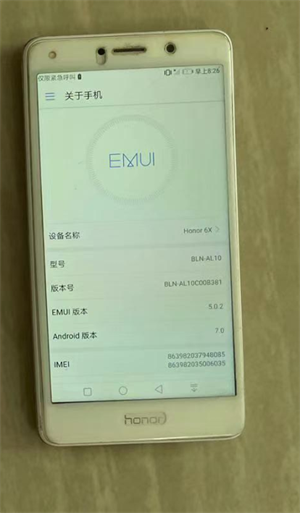 仅限紧急呼叫
早上8:26
关于手机
EMUI
设备名称 Honor 6X
型号 BLN-AL10
版本号 BLN-AL10C00B381
EMUI 版本 5.0.2
Android 版本 7.0
IMEI 863982037948085
863982035006035
honor